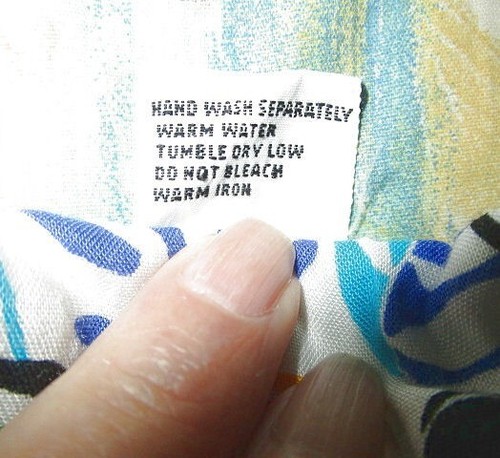 HAND WASH SEPARATELY
WARM WATER
TUMBLE DRY LOW
DO NOT BLEACH
WARM IRON